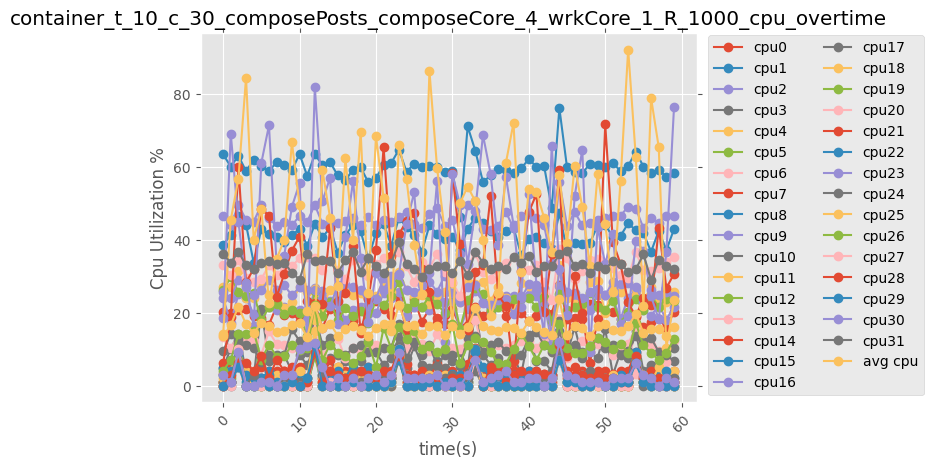 container_t_10_c_30_composePosts_composeCore_4_wrkCore_1_R_1000_cpu_overtime
Cpu Utilization %
80
60
40
20
0
0 10 20 30 40 50 60
time(s)
cpu0 cpu17
cpu1 cpu18
cpu2 cpu19
cpu3 cpu20
cpu4 cpu21
cpu5 cpu22
cpu6 cpu23
cpu7 cpu24
cpu8 cpu25
cpu9 cpu26
cpu10 cpu27
cpu11 cpu28
cpu12 cpu29
cpu13 cpu30
cpu14 cpu31
cpu15 avg cpu
cpu16